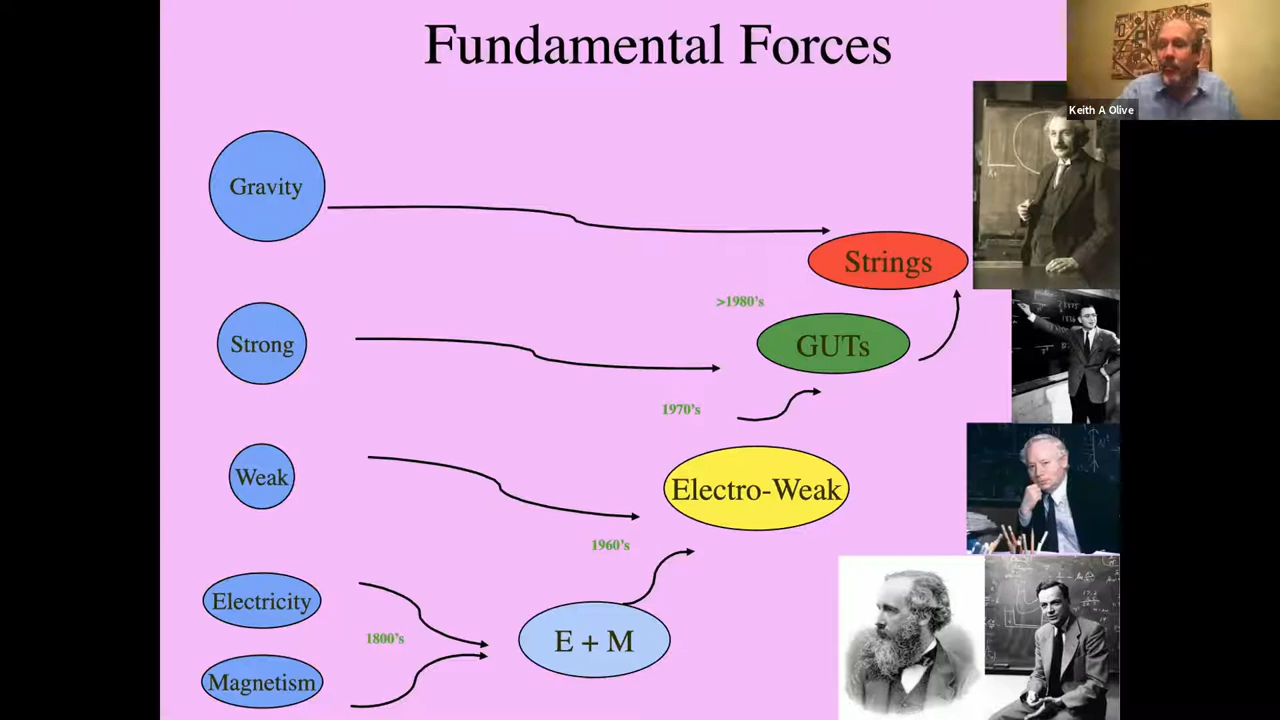 Fundamental Forces
Keith A Olive
Gravity
Strings
>1980's
Strong
GUTs
1970's
Weak
Electro-Weak
1960's
Electricity
1800's
E + M
Magnetism